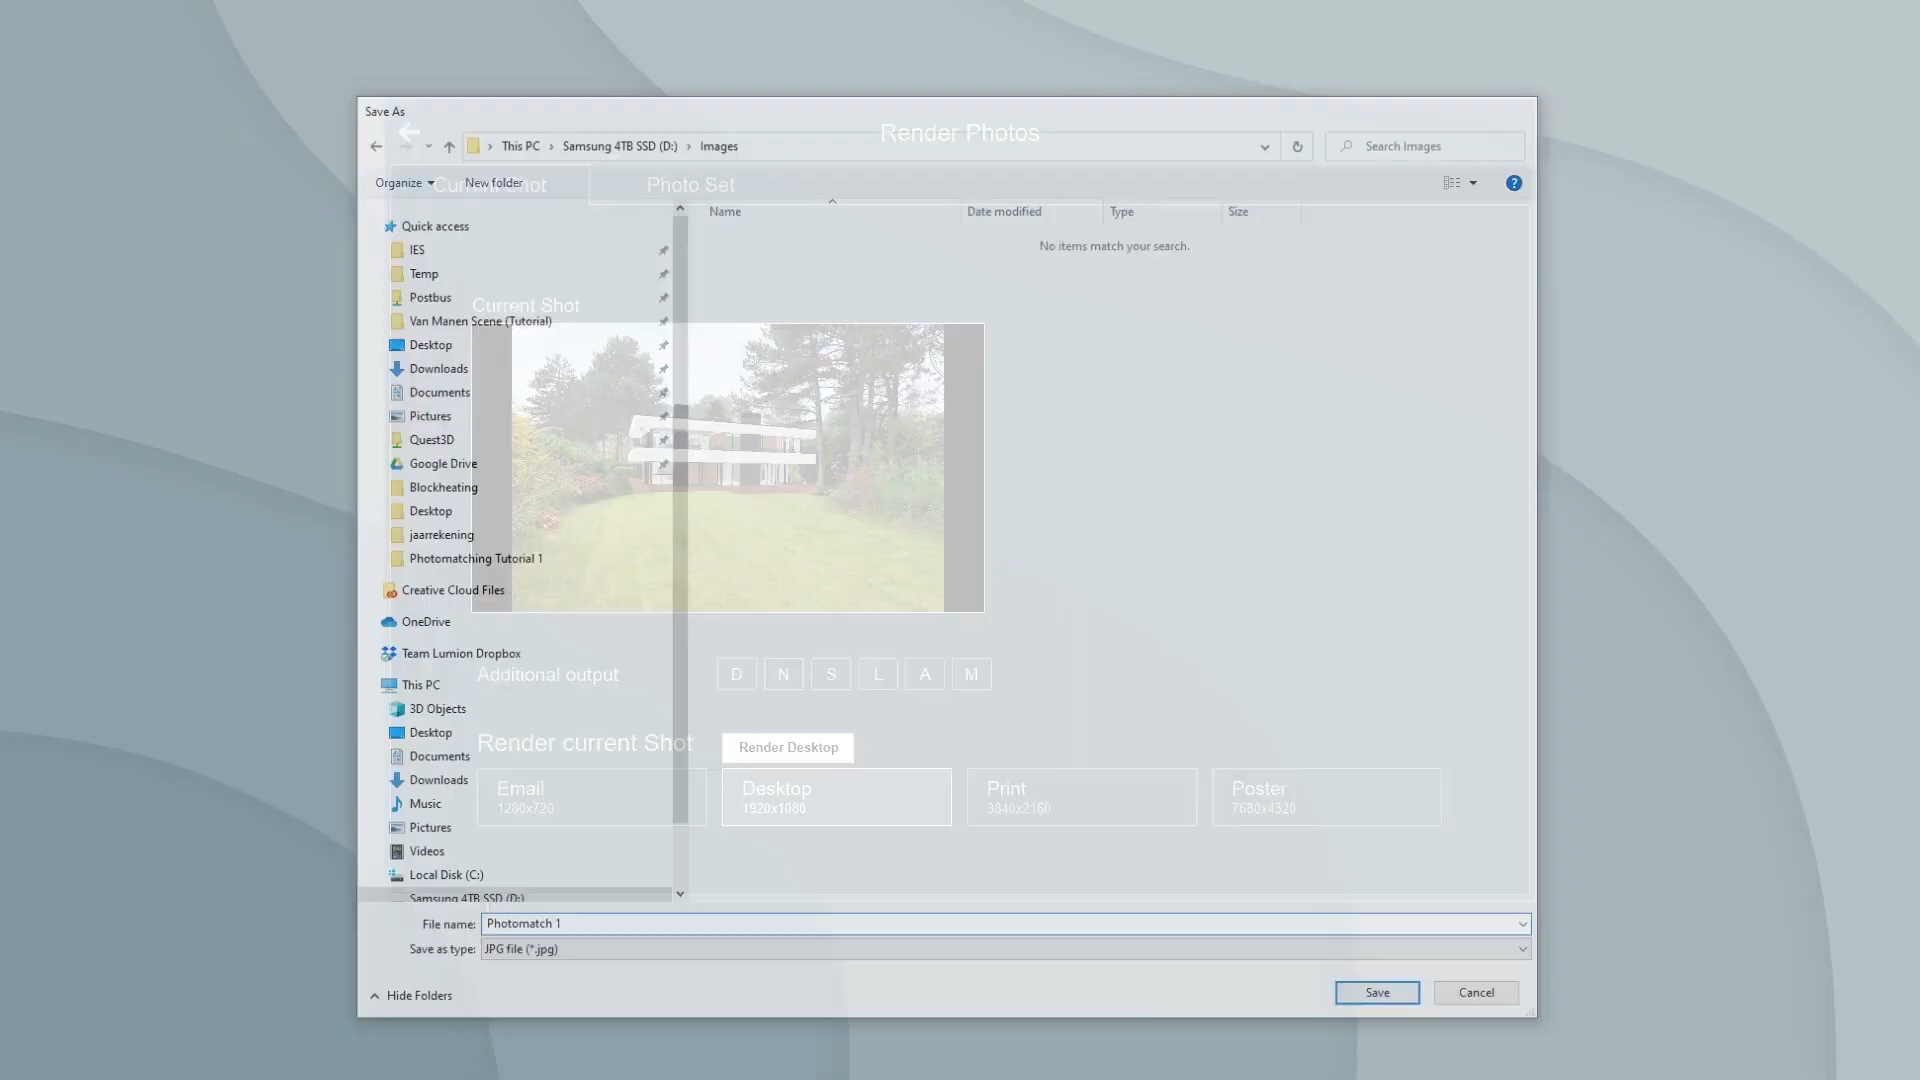 Save As
Render Photos
This PC > Samsung 4TB SSD (D:) > Images
Search Images
Organize
New folder
Current Shot
Photo Set
Name
Date modified
Type
Size
No items match your search.
Quick access
IES
Temp
Postbus
Van Manen Scene (Tutorial)
Desktop
Downloads
Documents
Pictures
Quest3D
Google Drive
Blockheating
Desktop
jaarrekening
Photomatching Tutorial 1
Creative Cloud Files
OneDrive
Team Lumion Dropbox
This PC
3D Objects
Desktop
Documents
Downloads
Music
Pictures
Videos
Local Disk (C:)
Samsung 4TB SSD (D:)
Current Shot
Additional output
D N S L A M
Render current Shot
Render Desktop
Email
1280x720
Desktop
1920x1080
Print
3840x2160
Poster
7680x4320
File name: Photomatch 1
Save as type: JPG file (*.jpg)
Hide Folders
Save
Cancel